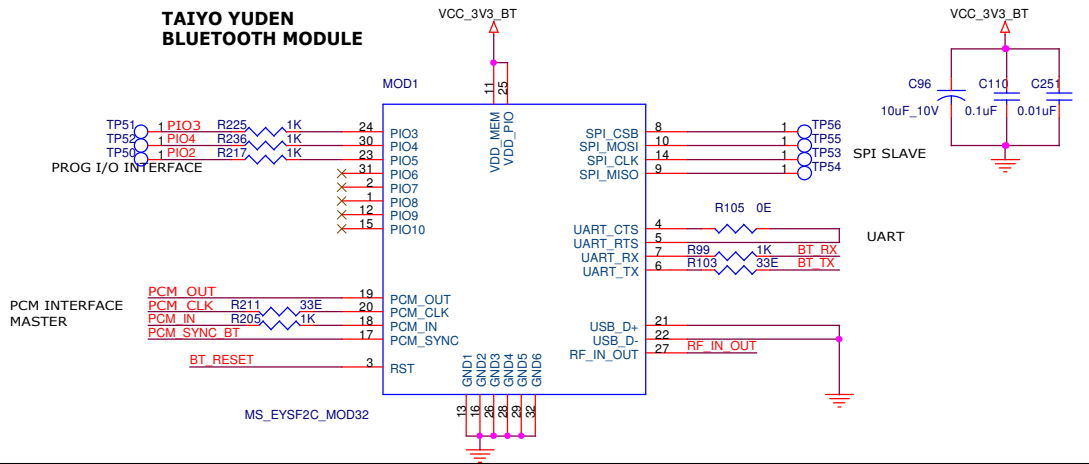 TAIYO YUDEN
BLUETOOTH MODULE
VCC_3V3_BT
VCC_3V3_BT
MOD1
11
25
VDD_MEM
VDD_PIO
C96
10uF_10V
C110
0.1uF
C251
0.01uF
TP51 1 PIO3 R225 1K 24 PIO3
TP52 1 PIO4 R236 1K 30 PIO4
TP50 1 PIO2 R217 1K 23 PIO5
PROG I/O INTERFACE
31 PIO6
2 PIO7
1 PIO8
12 PIO9
15 PIO10
SPI_CSB 8 1 TP56
SPI_MOSI 10 1 TP55
SPI_CLK 14 1 TP53
SPI_MISO 9 1 TP54
SPI SLAVE
R105 0E
UART_CTS 4
UART_RTS 5
UART_RX 7 R99 1K BT_RX
UART_TX 6 R103 33E BT_TX
UART
PCM INTERFACE
MASTER
PCM_OUT 19 PCM_OUT
PCM_CLK R211 33E 20 PCM_CLK
PCM_IN R205 1K 18 PCM_IN
PCM_SYNC_BT 17 PCM_SYNC
BT_RESET 3 RST
USB_D+ 21
USB_D- 22
RF_IN_OUT 27 RF_IN_OUT
GND1
GND2
GND3
GND4
GND5
GND6
13
16
26
28
29
32
MS_EYSF2C_MOD32